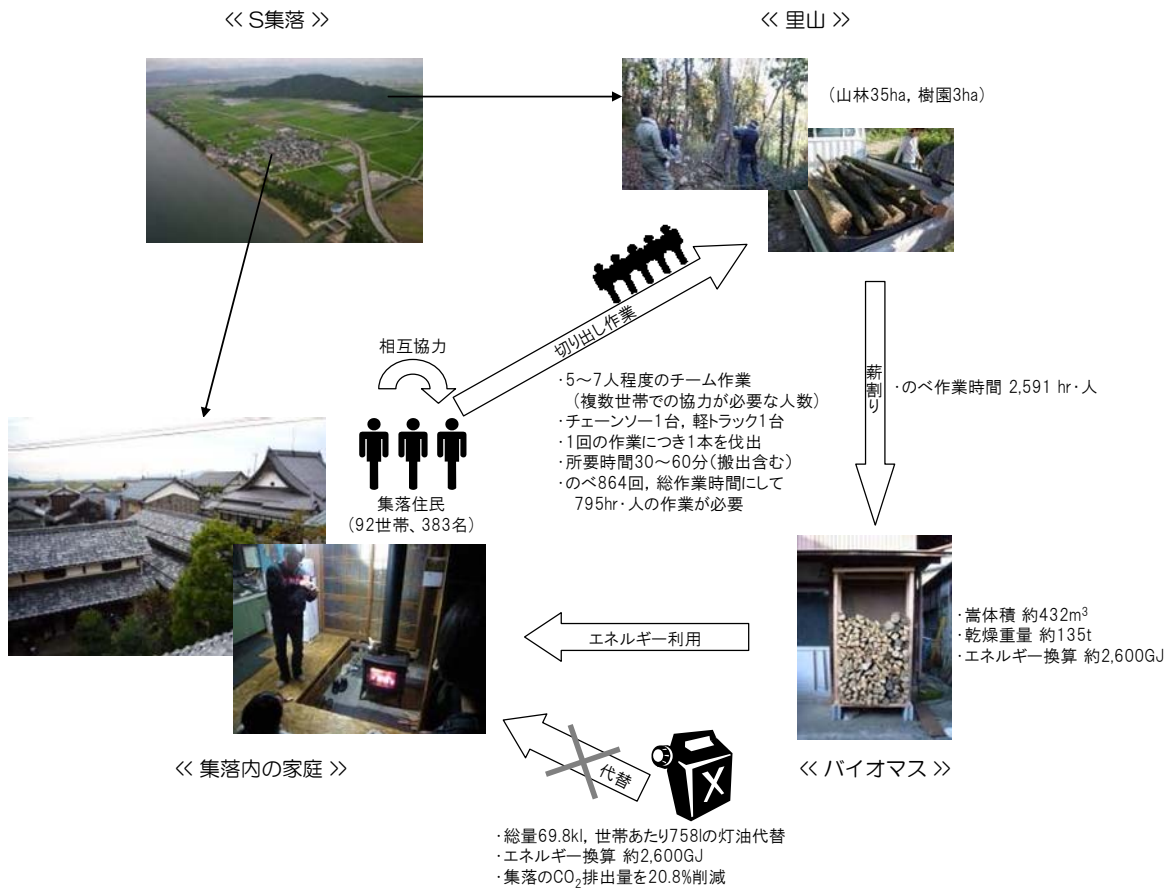 ≪ S集落 ≫
≪ 里山 ≫
（山林35ha, 樹園3ha）
切り出し作業
相互協力
・5～7人程度のチーム作業
（複数世帯での協力が必要な人数）
・チェーンソー1台, 軽トラック1台
・1回の作業につき1本を伐出
・所要時間30～60分（搬出含む）
・のべ864回, 総作業時間にして
795hr・人の作業が必要
薪割り
・のべ作業時間 2,591 hr・人
集落住民
（92世帯、383名）
・嵩体積 約432m³
・乾燥重量 約135t
・エネルギー換算 約2,600GJ
エネルギー利用
≪ 集落内の家庭 ≫
代替
X
≪ バイオマス ≫
・総量69.8kl, 世帯あたり758lの灯油代替
・エネルギー換算 約2,600GJ
・集落のCO₂排出量を20.8%削減